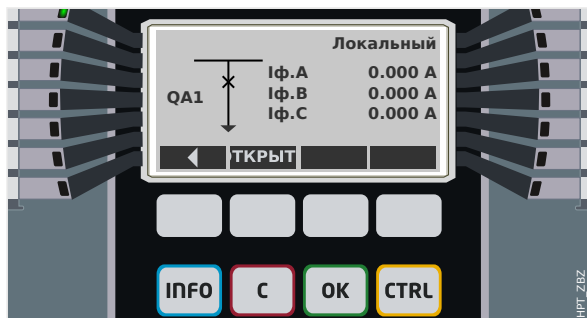 Локальный
Iф.A 0.000 A
QA1
Iф.B 0.000 A
Iф.C 0.000 A
ТКРЫТ
INFO C OK CTRL
HPT_ZBZ